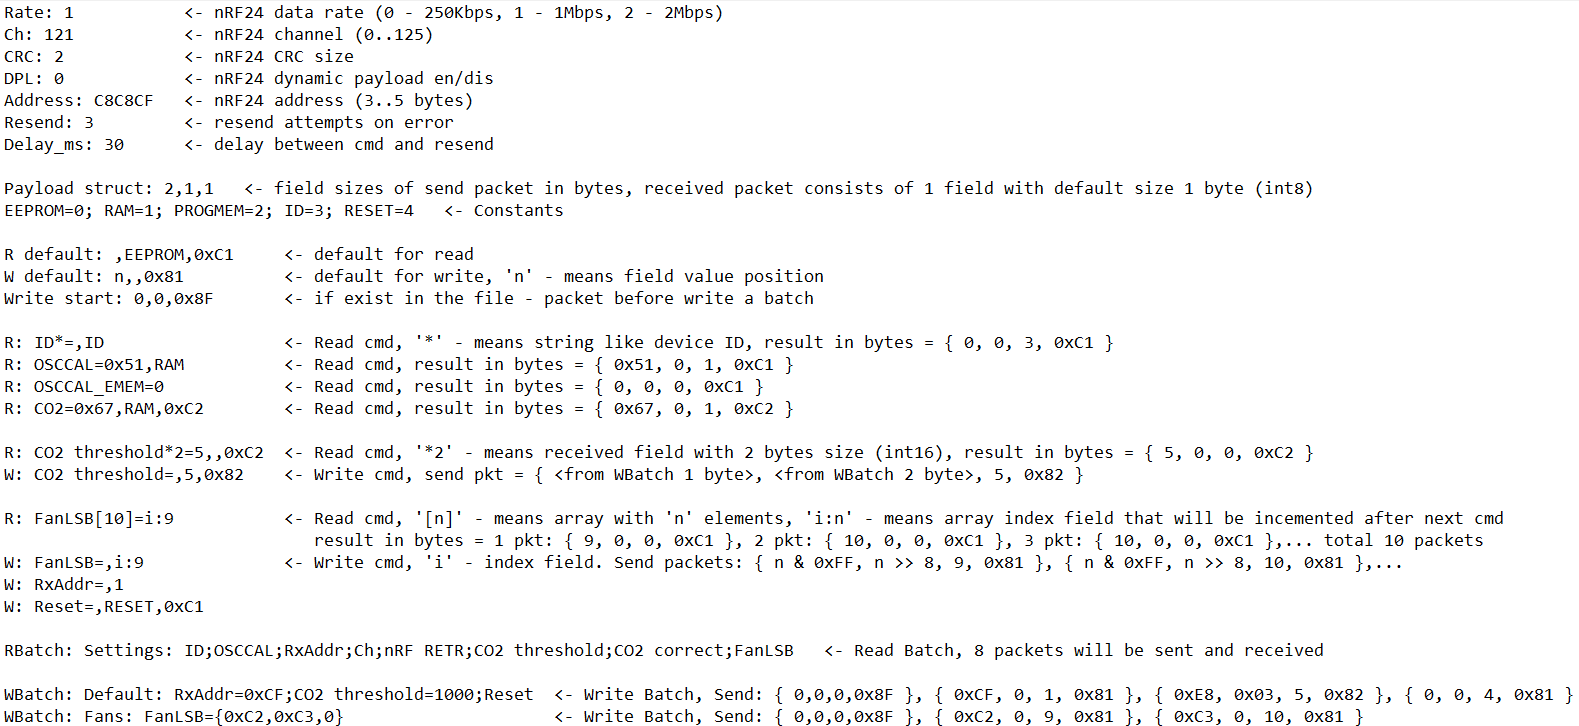 Rate: 1           <- nRF24 data rate (0 - 250Kbps, 1 - 1Mbps, 2 - 2Mbps)
Ch: 121           <- nRF24 channel (0..125)
CRC: 2            <- nRF24 CRC size
DPL: 0            <- nRF24 dynamic payload en/dis
Address: C8C8CF   <- nRF24 address (3..5 bytes)
Resend: 3         <- resend attempts on error
Delay_ms: 30      <- delay between cmd and resend

Payload struct: 2,1,1   <- field sizes of send packet in bytes, received packet consists of 1 field with default size 1 byte (int8)
EEPROM=0; RAM=1; PROGMEM=2; ID=3; RESET=4   <- Constants

R default: ,EEPROM,0xC1     <- default for read
W default: n,,0x81          <- default for write, 'n' - means field value position
Write start: 0,0,0x8F       <- if exist in the file - packet before write a batch

R: ID*=,ID                  <- Read cmd, '*' - means string like device ID, result in bytes = { 0, 0, 3, 0xC1 }
R: OSCCAL=0x51,RAM          <- Read cmd, result in bytes = { 0x51, 0, 1, 0xC1 }
R: OSCCAL_EMEM=0            <- Read cmd, result in bytes = { 0, 0, 0, 0xC1 }
R: CO2=0x67,RAM,0xC2        <- Read cmd, result in bytes = { 0x67, 0, 1, 0xC2 }

R: CO2 threshold*2=5,,0xC2  <- Read cmd, '*2' - means received field with 2 bytes size (int16), result in bytes = { 5, 0, 0, 0xC2 }
W: CO2 threshold=,5,0x82    <- Write cmd, send pkt = { <from WBatch 1 byte>, <from WBatch 2 byte>, 5, 0x82 }

R: FanLSB[10]=i:9           <- Read cmd, '[n]' - means array with 'n' elements, 'i:n' - means array index field that will be incemented after next cmd
                               result in bytes = 1 pkt: { 9, 0, 0, 0xC1 }, 2 pkt: { 10, 0, 0, 0xC1 }, 3 pkt: { 10, 0, 0, 0xC1 },... total 10 packets
W: FanLSB=,i:9              <- Write cmd, 'i' - index field. Send packets: { n & 0xFF, n >> 8, 9, 0x81 }, { n & 0xFF, n >> 8, 10, 0x81 },...
W: RxAddr=,1
W: Reset=,RESET,0xC1

RBatch: Settings: ID;OSCCAL;RxAddr;Ch;nRF RETR;CO2 threshold;CO2 correct;FanLSB   <- Read Batch, 8 packets will be sent and received

WBatch: Default: RxAddr=0xCF;CO2 threshold=1000;Reset  <- Write Batch, Send: { 0,0,0,0x8F }, { 0xCF, 0, 1, 0x81 }, { 0xE8, 0x03, 5, 0x82 }, { 0, 0, 4, 0x81 }
WBatch: Fans: FanLSB={0xC2,0xC3,0}                     <- Write Batch, Send: { 0,0,0,0x8F }, { 0xC2, 0, 9, 0x81 }, { 0xC3, 0, 10, 0x81 }